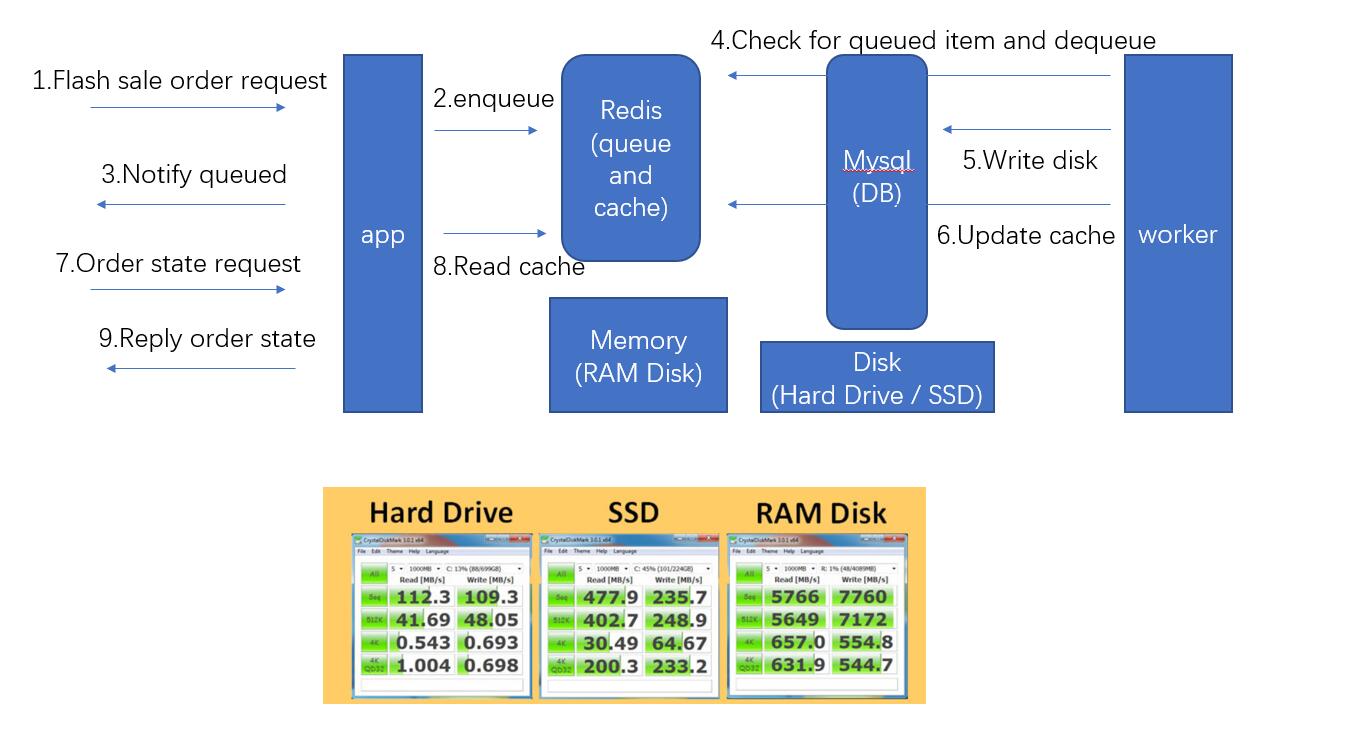 4.Check for queued item and dequeue
1.Flash sale order request
2.enqueue
3.Notify queued
7.Order state request
9.Reply order state
app
8.Read cache
Redis
(queue
and
cache)
Mysql
(DB)
5.Write disk
6.Update cache
worker
Memory
(RAM Disk)
Disk
(Hard Drive / SSD)
Hard Drive
CrystalDiskMark 3.0.1 x64
File Edit Theme Help Language
All 5 1000MB C: 13% (88/699GB)
Read [MB/s] Write [MB/s]
Seq 112.3 109.3
512K 41.69 48.05
4K 0.543 0.693
4K QD32 1.004 0.698
SSD
CrystalDiskMark 3.0.1 x64
File Edit Theme Help Language
All 5 1000MB C: 45% (101/224GB)
Read [MB/s] Write [MB/s]
Seq 477.9 235.7
512K 402.7 248.9
4K 30.49 64.67
4K QD32 200.3 233.2
RAM Disk
CrystalDiskMark 3.0.1 x64
File Edit Theme Help Language
All 5 1000MB R: 1% (48/4089MB)
Read [MB/s] Write [MB/s]
Seq 5766 7760
512K 5649 7172
4K 657.0 554.8
4K QD32 631.9 544.7